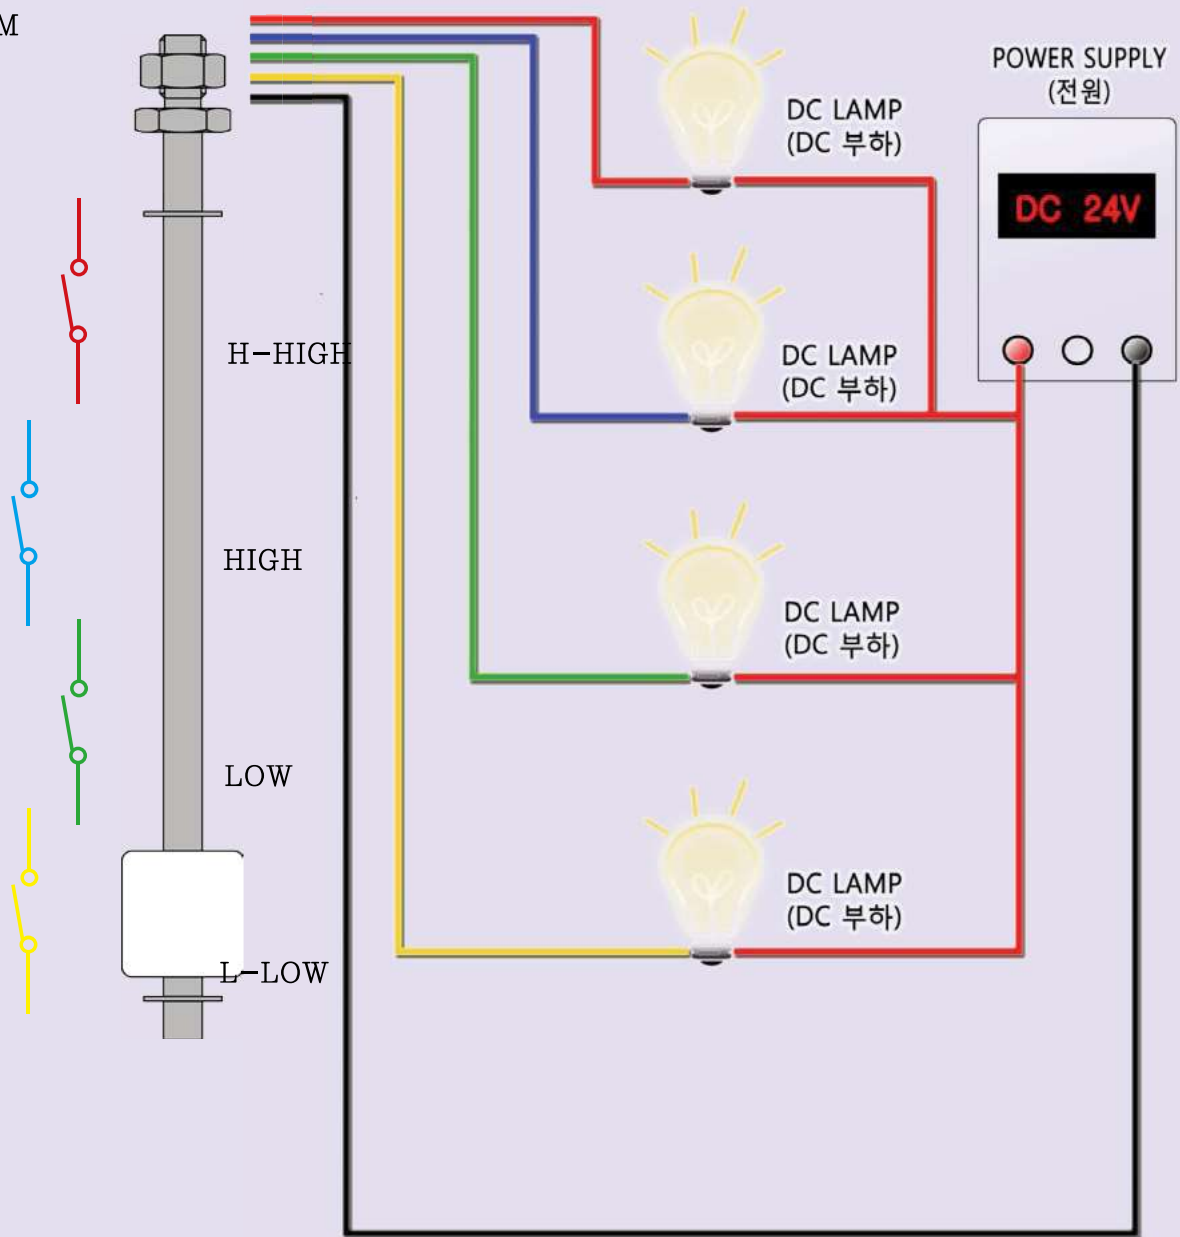 M
POWER SUPPLY
(전원)
DC 24V
DC LAMP
(DC 부하)
H-HIGH
DC LAMP
(DC 부하)
HIGH
DC LAMP
(DC 부하)
LOW
DC LAMP
(DC 부하)
L-LOW